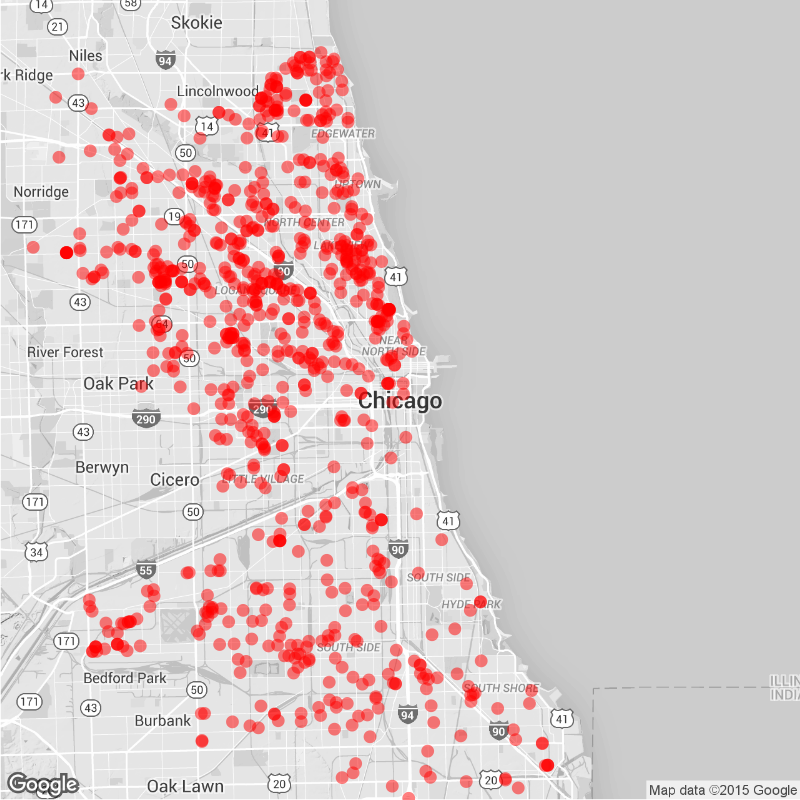 14
58
Skokie
21
Niles
94
rk Ridge
Lincolnwood
43
14
41
EDGEWATER
50
Norridge
UPTOWN
171
19
NORTH CENTER
50
90
41
43
LOGAN SQUARE
64
NEAR
NORTH SIDE
River Forest
50
Oak Park
290
Chicago
290
43
Berwyn
Cicero
LITTLE VILLAGE
171
50
41
34
90
55
SOUTH SIDE
HYDE PARK
171
SOUTH SIDE
Bedford Park
ILLIN
INDIA
50
SOUTH SHORE
171
43
94
41
Burbank
90
Google
Oak Lawn
20
20
Map data ©2015 Google